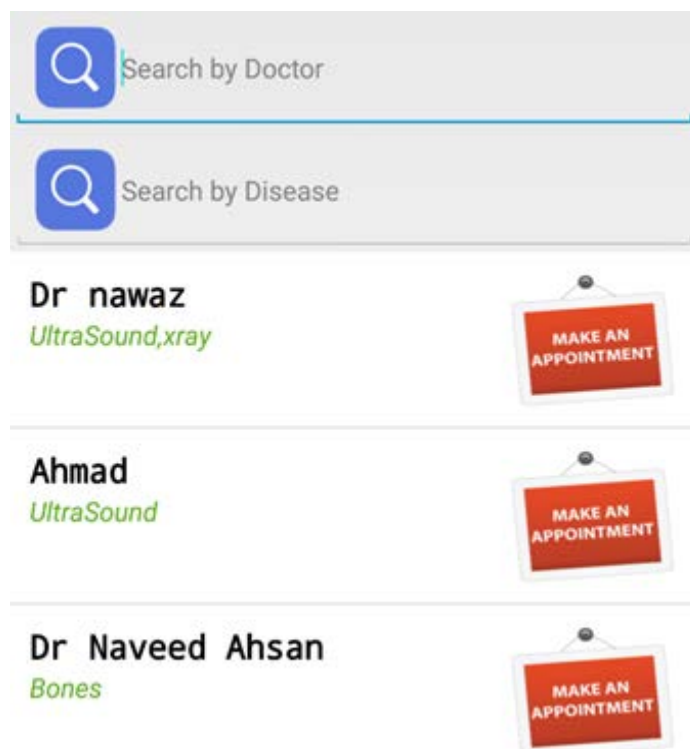 Search by Doctor
Search by Disease
Dr nawaz
UltraSound,xray
MAKE AN
APPOINTMENT
Ahmad
UltraSound
MAKE AN
APPOINTMENT
Dr Naveed Ahsan
Bones
MAKE AN
APPOINTMENT